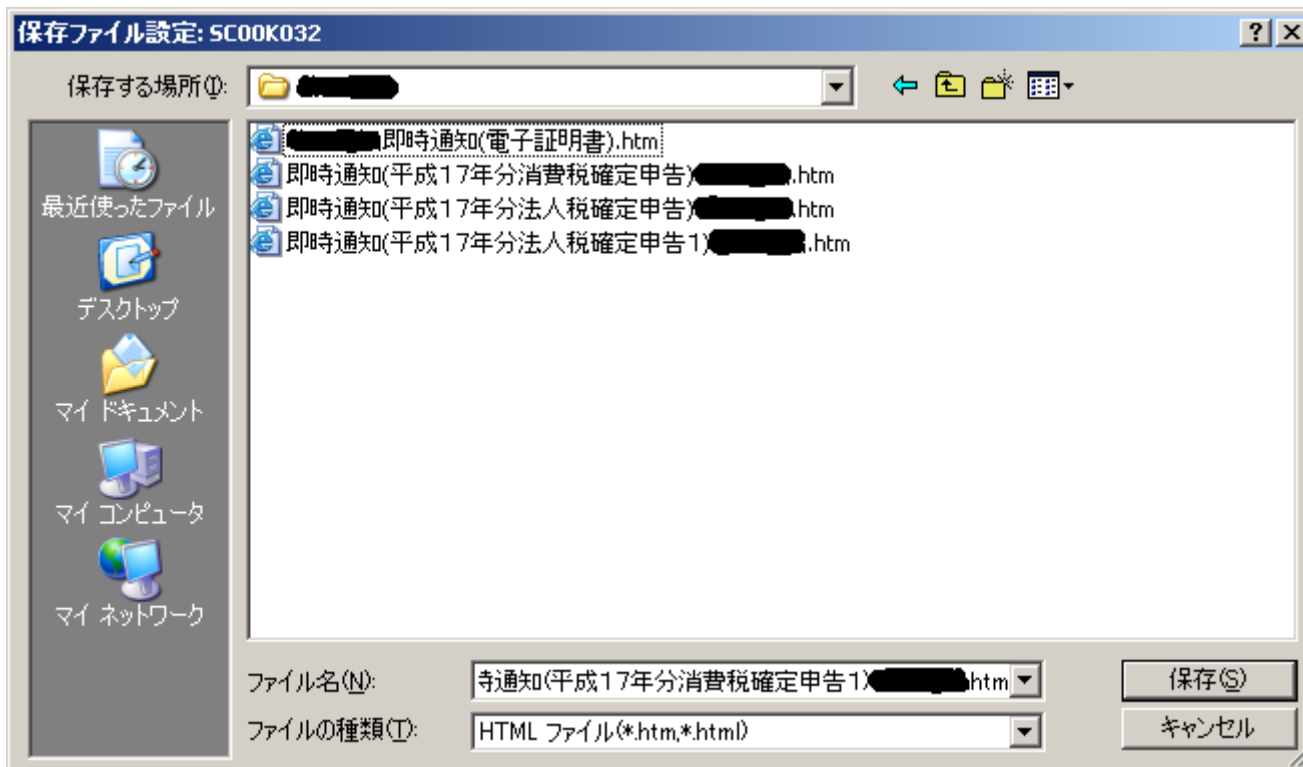 保存ファイル設定: SC00K032
保存する場所(I):
即時通知(電子証明書).htm
即時通知(平成17年分消費税確定申告).htm
即時通知(平成17年分法人税確定申告).htm
即時通知(平成17年分法人税確定申告1).htm
最近使ったファイル
デスクトップ
マイ ドキュメント
マイ コンピュータ
マイ ネットワーク
ファイル名(N):
寺通知(平成17年分消費税確定申告1)htm
保存(S)
ファイルの種類(T):
HTML ファイル(*.htm,*.html)
キャンセル